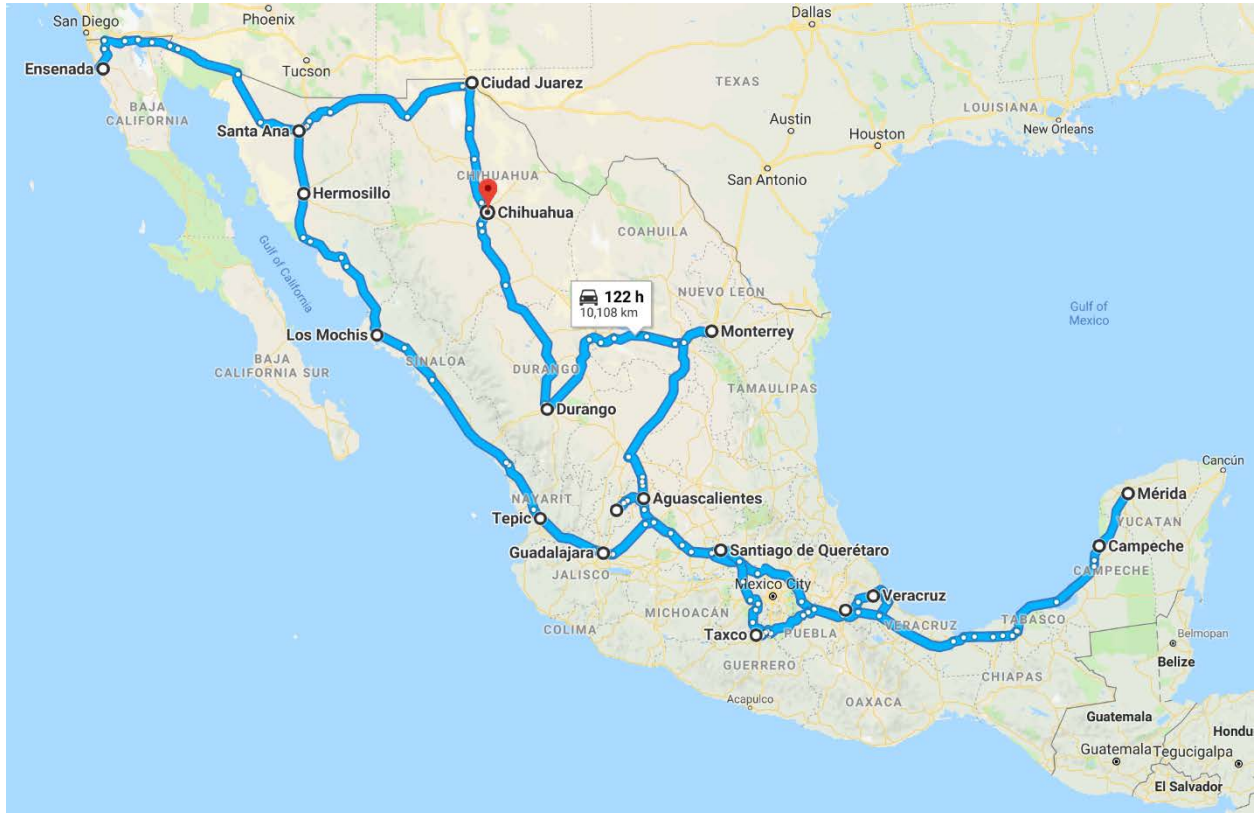 San Diego
Phoenix
Dallas
Ensenada
Tucson
Ciudad Juarez
TEXAS
BAJA
CALIFORNIA
LOUISIANA
Santa Ana
Austin
Houston
New Orleans
CHIHUAHUA
San Antonio
Hermosillo
Chihuahua
COAHUILA
Gulf of California
122 h
10,108 km
NUEVO LEON
Gulf of
Mexico
Los Mochis
Monterrey
BAJA
CALIFORNIA SUR
SINALOA
DURANGO
TAMAULIPAS
Durango
Cancún
NAYARIT
Aguascalientes
Mérida
Tepic
YUCATAN
Guadalajara
Santiago de Querétaro
Campeche
JALISCO
CAMPECHE
Mexico City
MICHOACÁN
Veracruz
COLIMA
Taxco
PUEBLA
VERACRUZ
TABASCO
Belmopan
GUERRERO
Belize
CHIAPAS
Acapulco
OAXACA
Guatemala
Hondu
Guatemala
Tegucigalpa
El Salvador